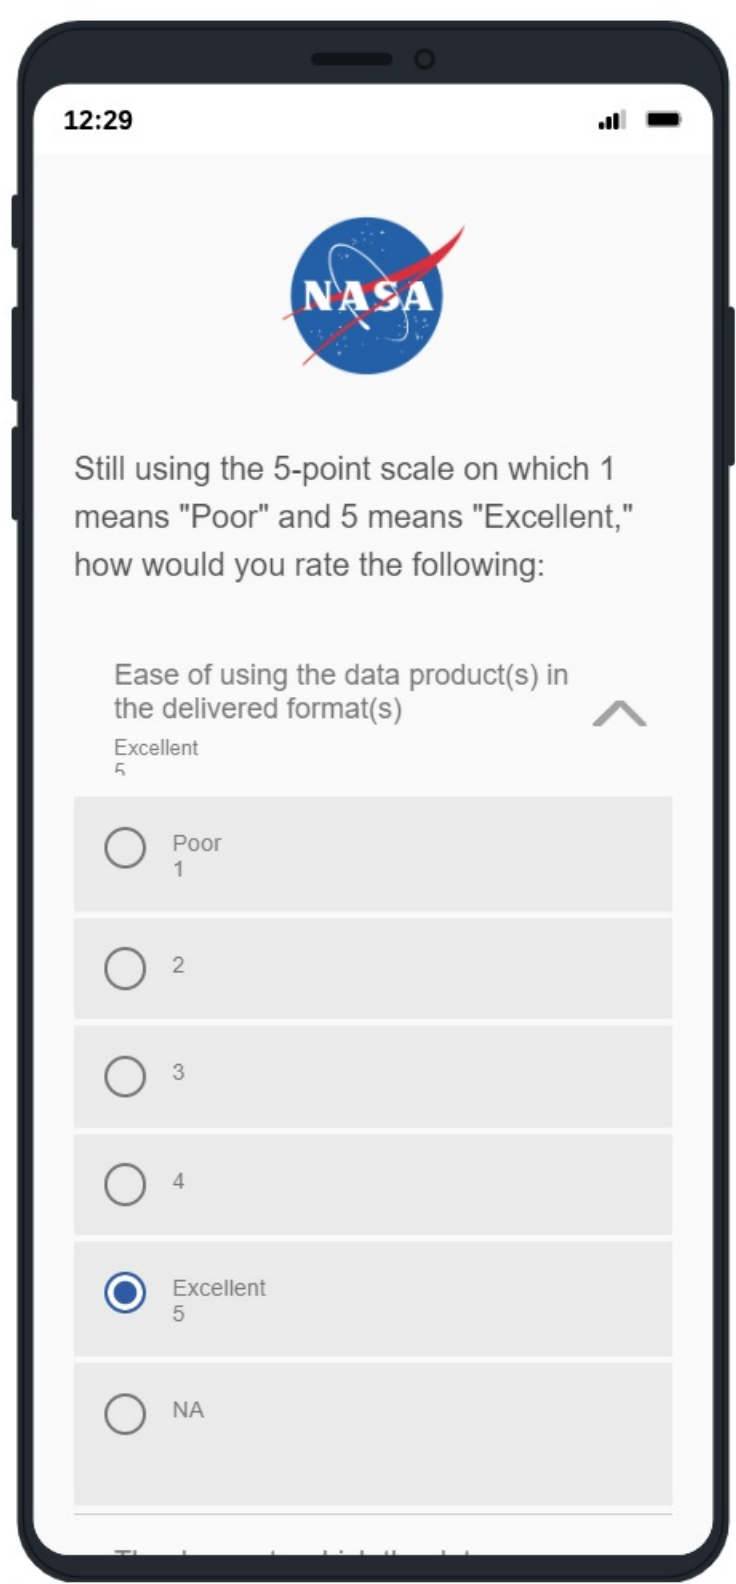 12:29
NASA
Still using the 5-point scale on which 1
means "Poor" and 5 means "Excellent,"
how would you rate the following:
Ease of using the data product(s) in
the delivered format(s)
Excellent
5
Poor
1
2
3
4
Excellent
5
NA